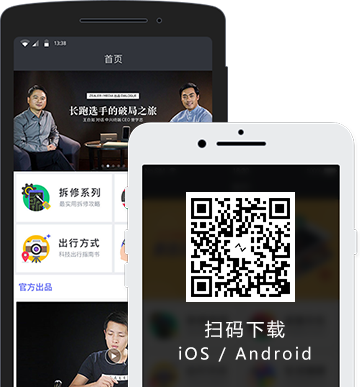 13:38
首页
长跑选手的破局之旅
拆修系列
最实用拆修攻略
出行方式
科技出行指南书
官方出品
扫码下载
iOS / Android